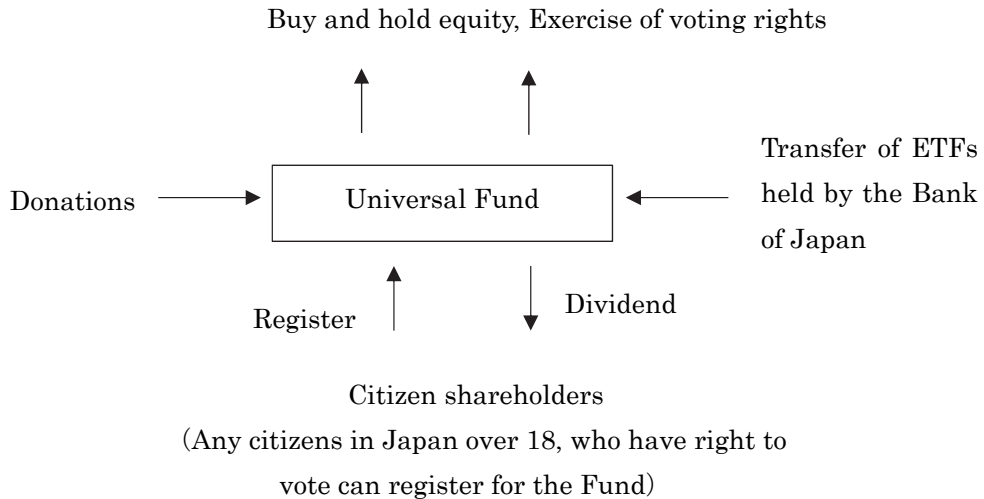 Buy and hold equity, Exercise of voting rights
Donations
Universal Fund
Transfer of ETFs
held by the Bank
of Japan
Register
Dividend
Citizen shareholders
(Any citizens in Japan over 18, who have right to
vote can register for the Fund)